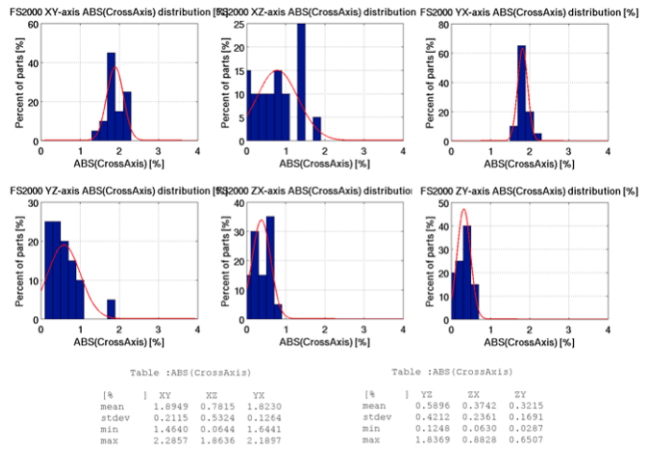 FS2000 XY-axis ABS(CrossAxis) distribution [%]
FS2000 XZ-axis ABS(CrossAxis) distribution
FS2000 YX-axis ABS(CrossAxis) distribution [%]
Percent of parts [%]
60
40
20
0
0 1 2 3 4
ABS(CrossAxis) [%]
Percent of parts [%]
25
20
15
10
5
0
0 1 2 3 4
ABS(CrossAxis) [%]
Percent of parts [%]
80
60
40
20
0
0 1 2 3 4
ABS(CrossAxis) [%]
FS2000 YZ-axis ABS(CrossAxis) distribution [%]
FS2000 ZX-axis ABS(CrossAxis) distribution
FS2000 ZY-axis ABS(CrossAxis) distribution [%]
Percent of parts [%]
30
20
10
0
0 1 2 3 4
ABS(CrossAxis) [%]
Percent of parts [%]
40
30
20
10
0
0 1 2 3 4
ABS(CrossAxis) [%]
Percent of parts [%]
50
40
30
20
10
0
0 1 2 3 4
ABS(CrossAxis) [%]
Table :ABS(CrossAxis)
[% ] XY XZ YX
mean 1.8949 0.7815 1.8230
stdev 0.2115 0.5324 0.1264
min 1.4640 0.0644 1.6441
max 2.2857 1.8636 2.1897
Table :ABS(CrossAxis)
[% ] YZ ZX ZY
mean 0.5896 0.3742 0.3215
stdev 0.4212 0.2361 0.1691
min 0.1248 0.0630 0.0287
max 1.8369 0.8828 0.6507